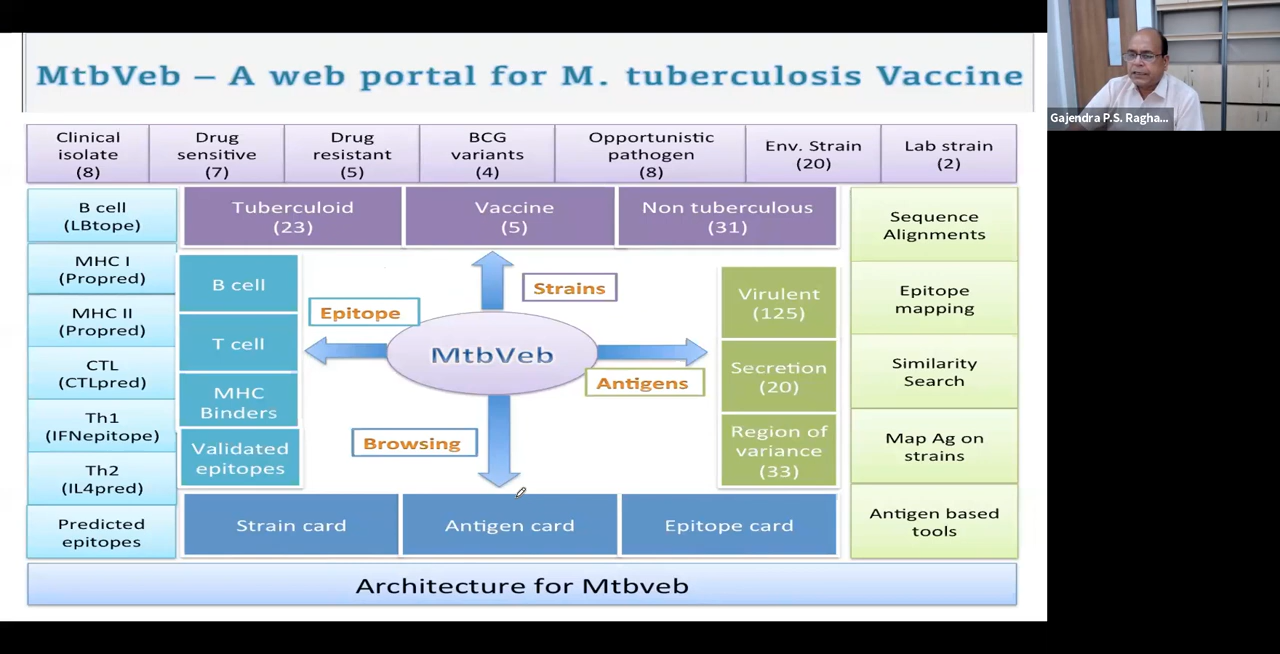 MtbVeb – A web portal for M. tuberculosis Vaccine
Gajendra P.S. Ragha...
Clinical
isolate
(8)
Drug
sensitive
(7)
Drug
resistant
(5)
BCG
variants
(4)
Opportunistic
pathogen
(8)
Env. Strain
(20)
Lab strain
(2)
B cell
(LBtope)
MHC I
(Propred)
MHC II
(Propred)
CTL
(CTLpred)
Th1
(IFNepitope)
Th2
(IL4pred)
Predicted
epitopes
Tuberculoid
(23)
Vaccine
(5)
Non tuberculous
(31)
B cell
T cell
MHC
Binders
Validated
epitopes
Strains
Epitope
MtbVeb
Antigens
Browsing
Virulent
(125)
Secretion
(20)
Region of
variance
(33)
Strain card
Antigen card
Epitope card
Sequence
Alignments
Epitope
mapping
Similarity
Search
Map Ag on
strains
Antigen based
tools
Architecture for Mtbveb